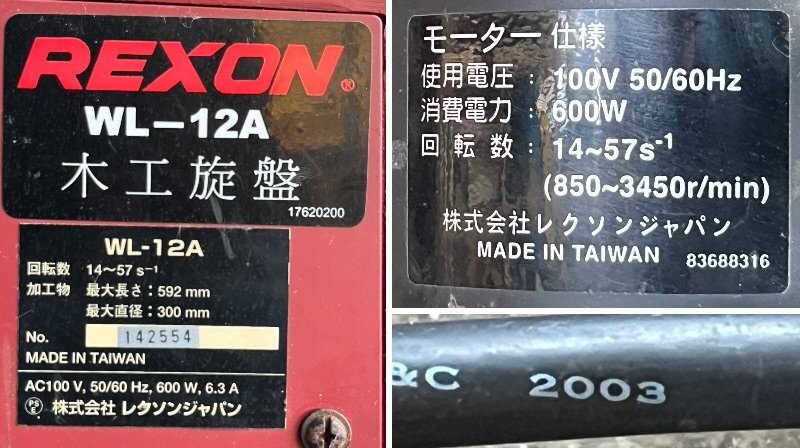 REXON®
WL-12A
木工旋盤
17620200
WL-12A
回転数 14～57 s⁻¹
加工物 最大長さ：592 mm
最大直径：300 mm
No. 142554
MADE IN TAIWAN
AC100 V, 50/60 Hz, 600 W, 6.3 A
PSE 株式会社 レクソンジャパン
モーター 仕様
使用電圧：100V 50/60Hz
消費電力：600W
回転数：14~57s⁻¹
(850~3450r/min)
株式会社レクソンジャパン
MADE IN TAIWAN 83688316
&C 2003